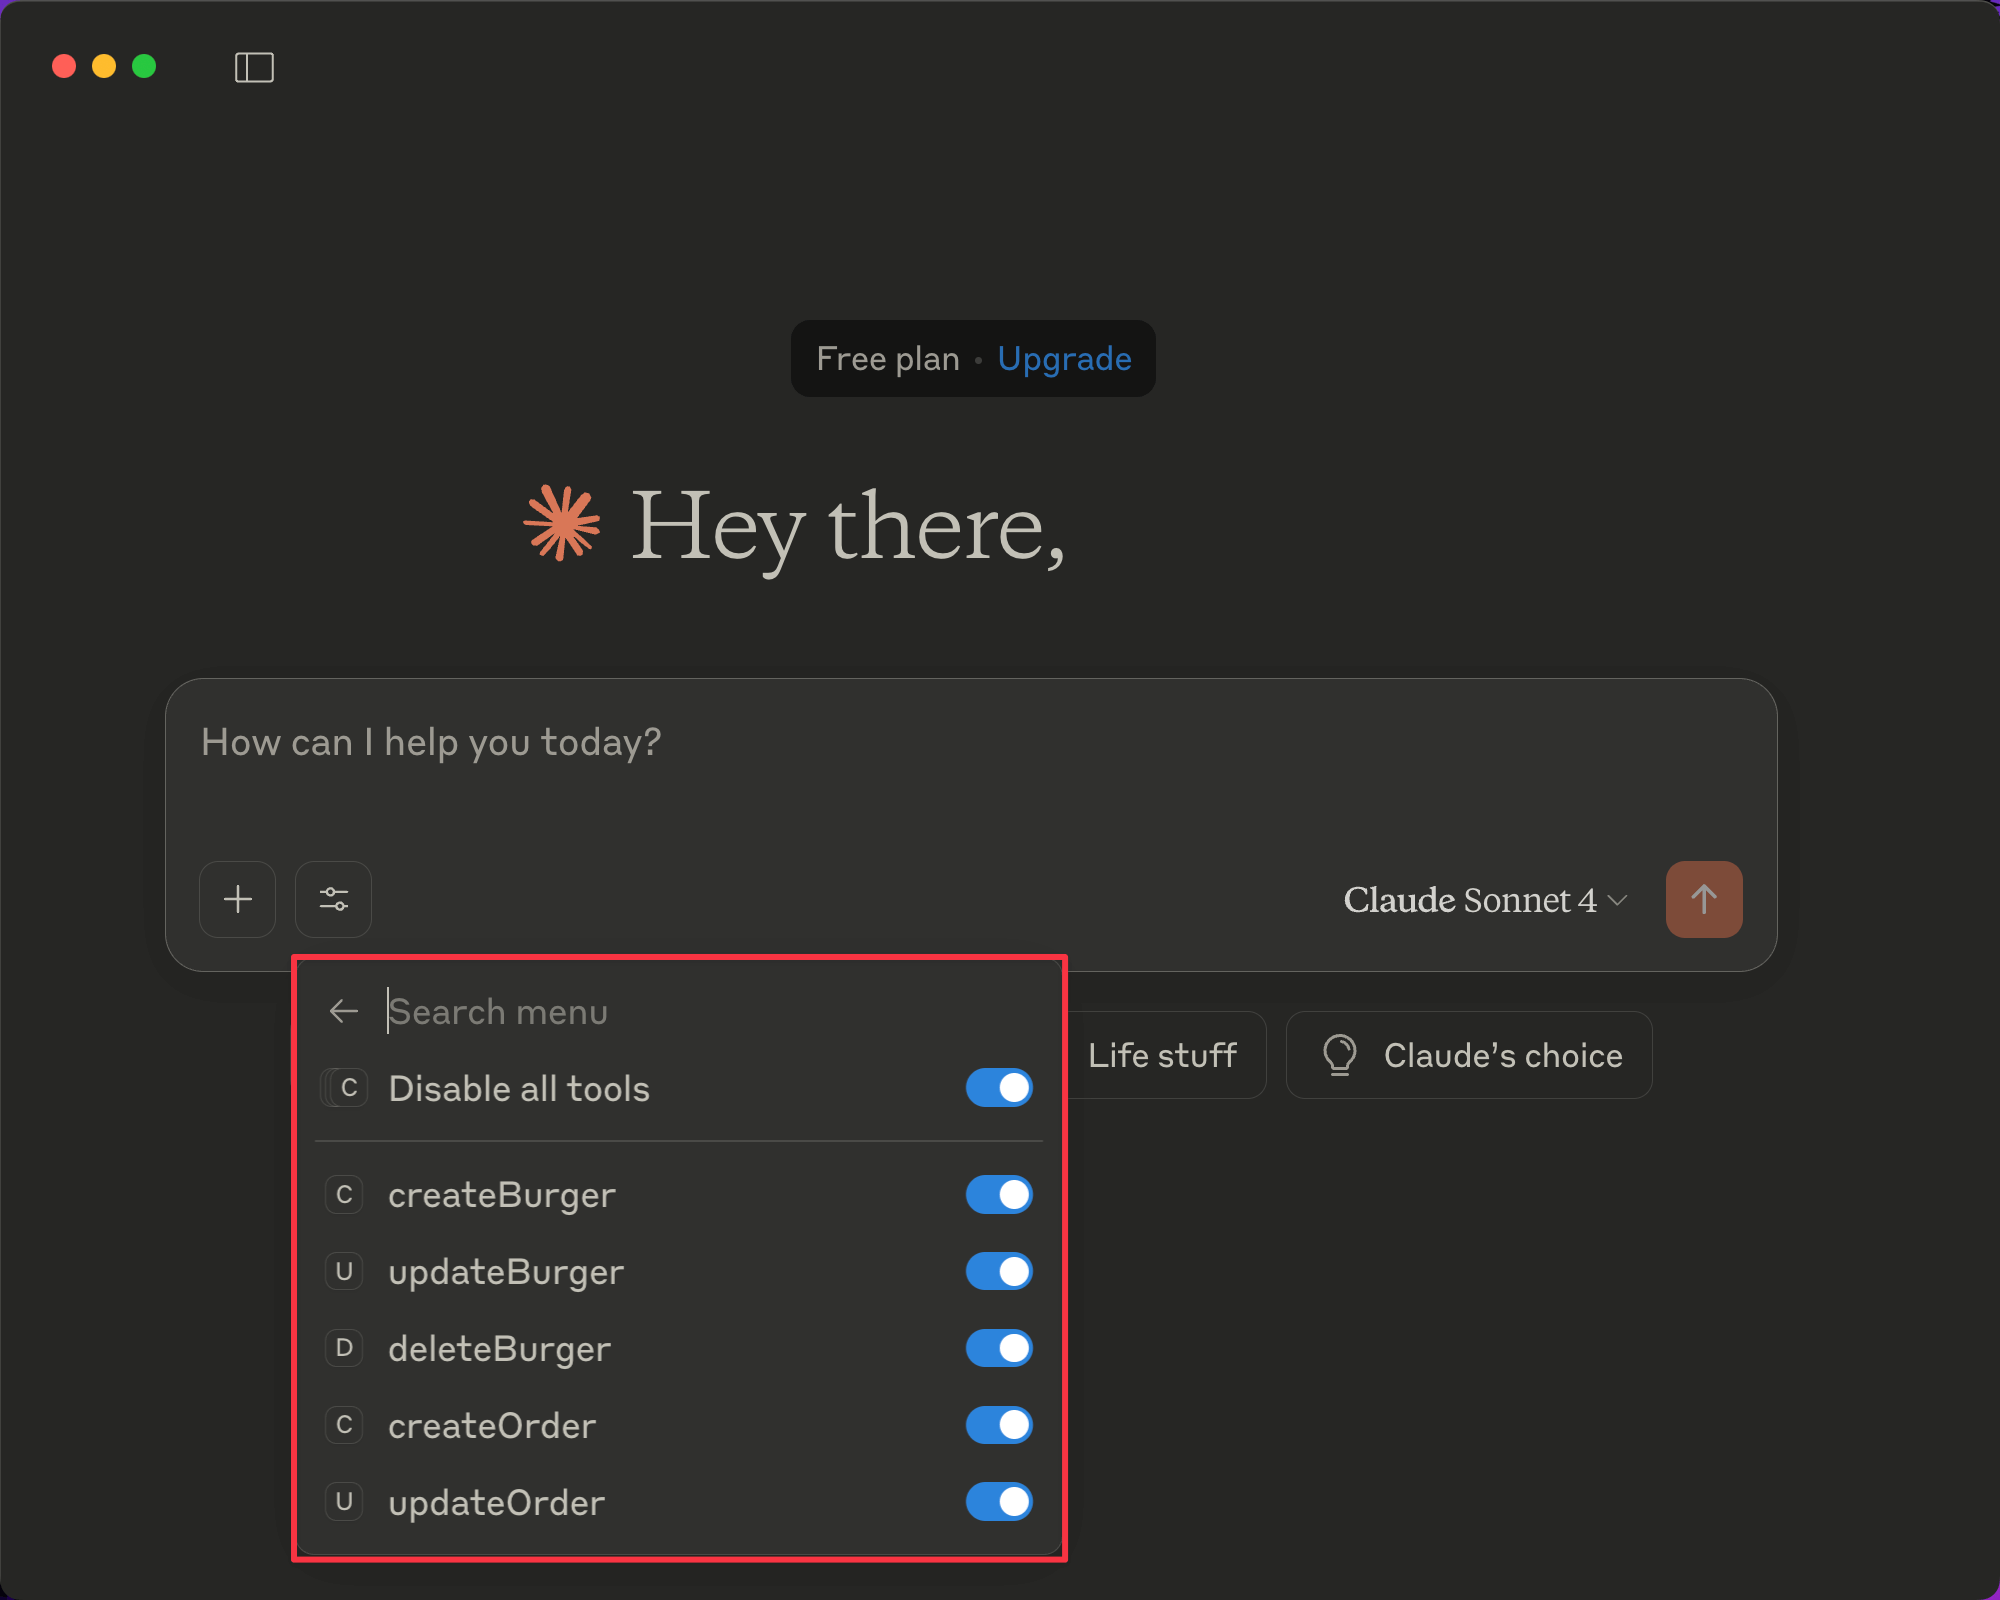 Free plan • Upgrade
Hey there,
How can I help you today?
Claude Sonnet 4
Search menu
C Disable all tools
C createBurger
U updateBurger
D deleteBurger
C createOrder
U updateOrder
Life stuff
Claude’s choice